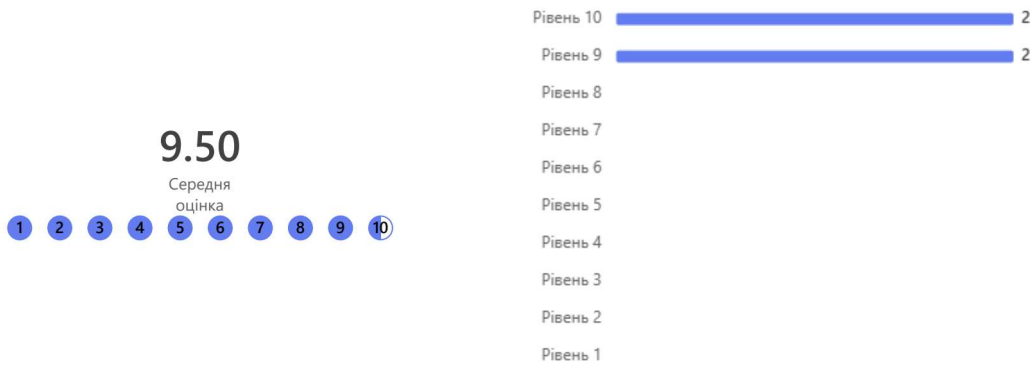 9.50
Середня
оцінка
1 2 3 4 5 6 7 8 9 10
Рівень 10 2
Рівень 9 2
Рівень 8
Рівень 7
Рівень 6
Рівень 5
Рівень 4
Рівень 3
Рівень 2
Рівень 1